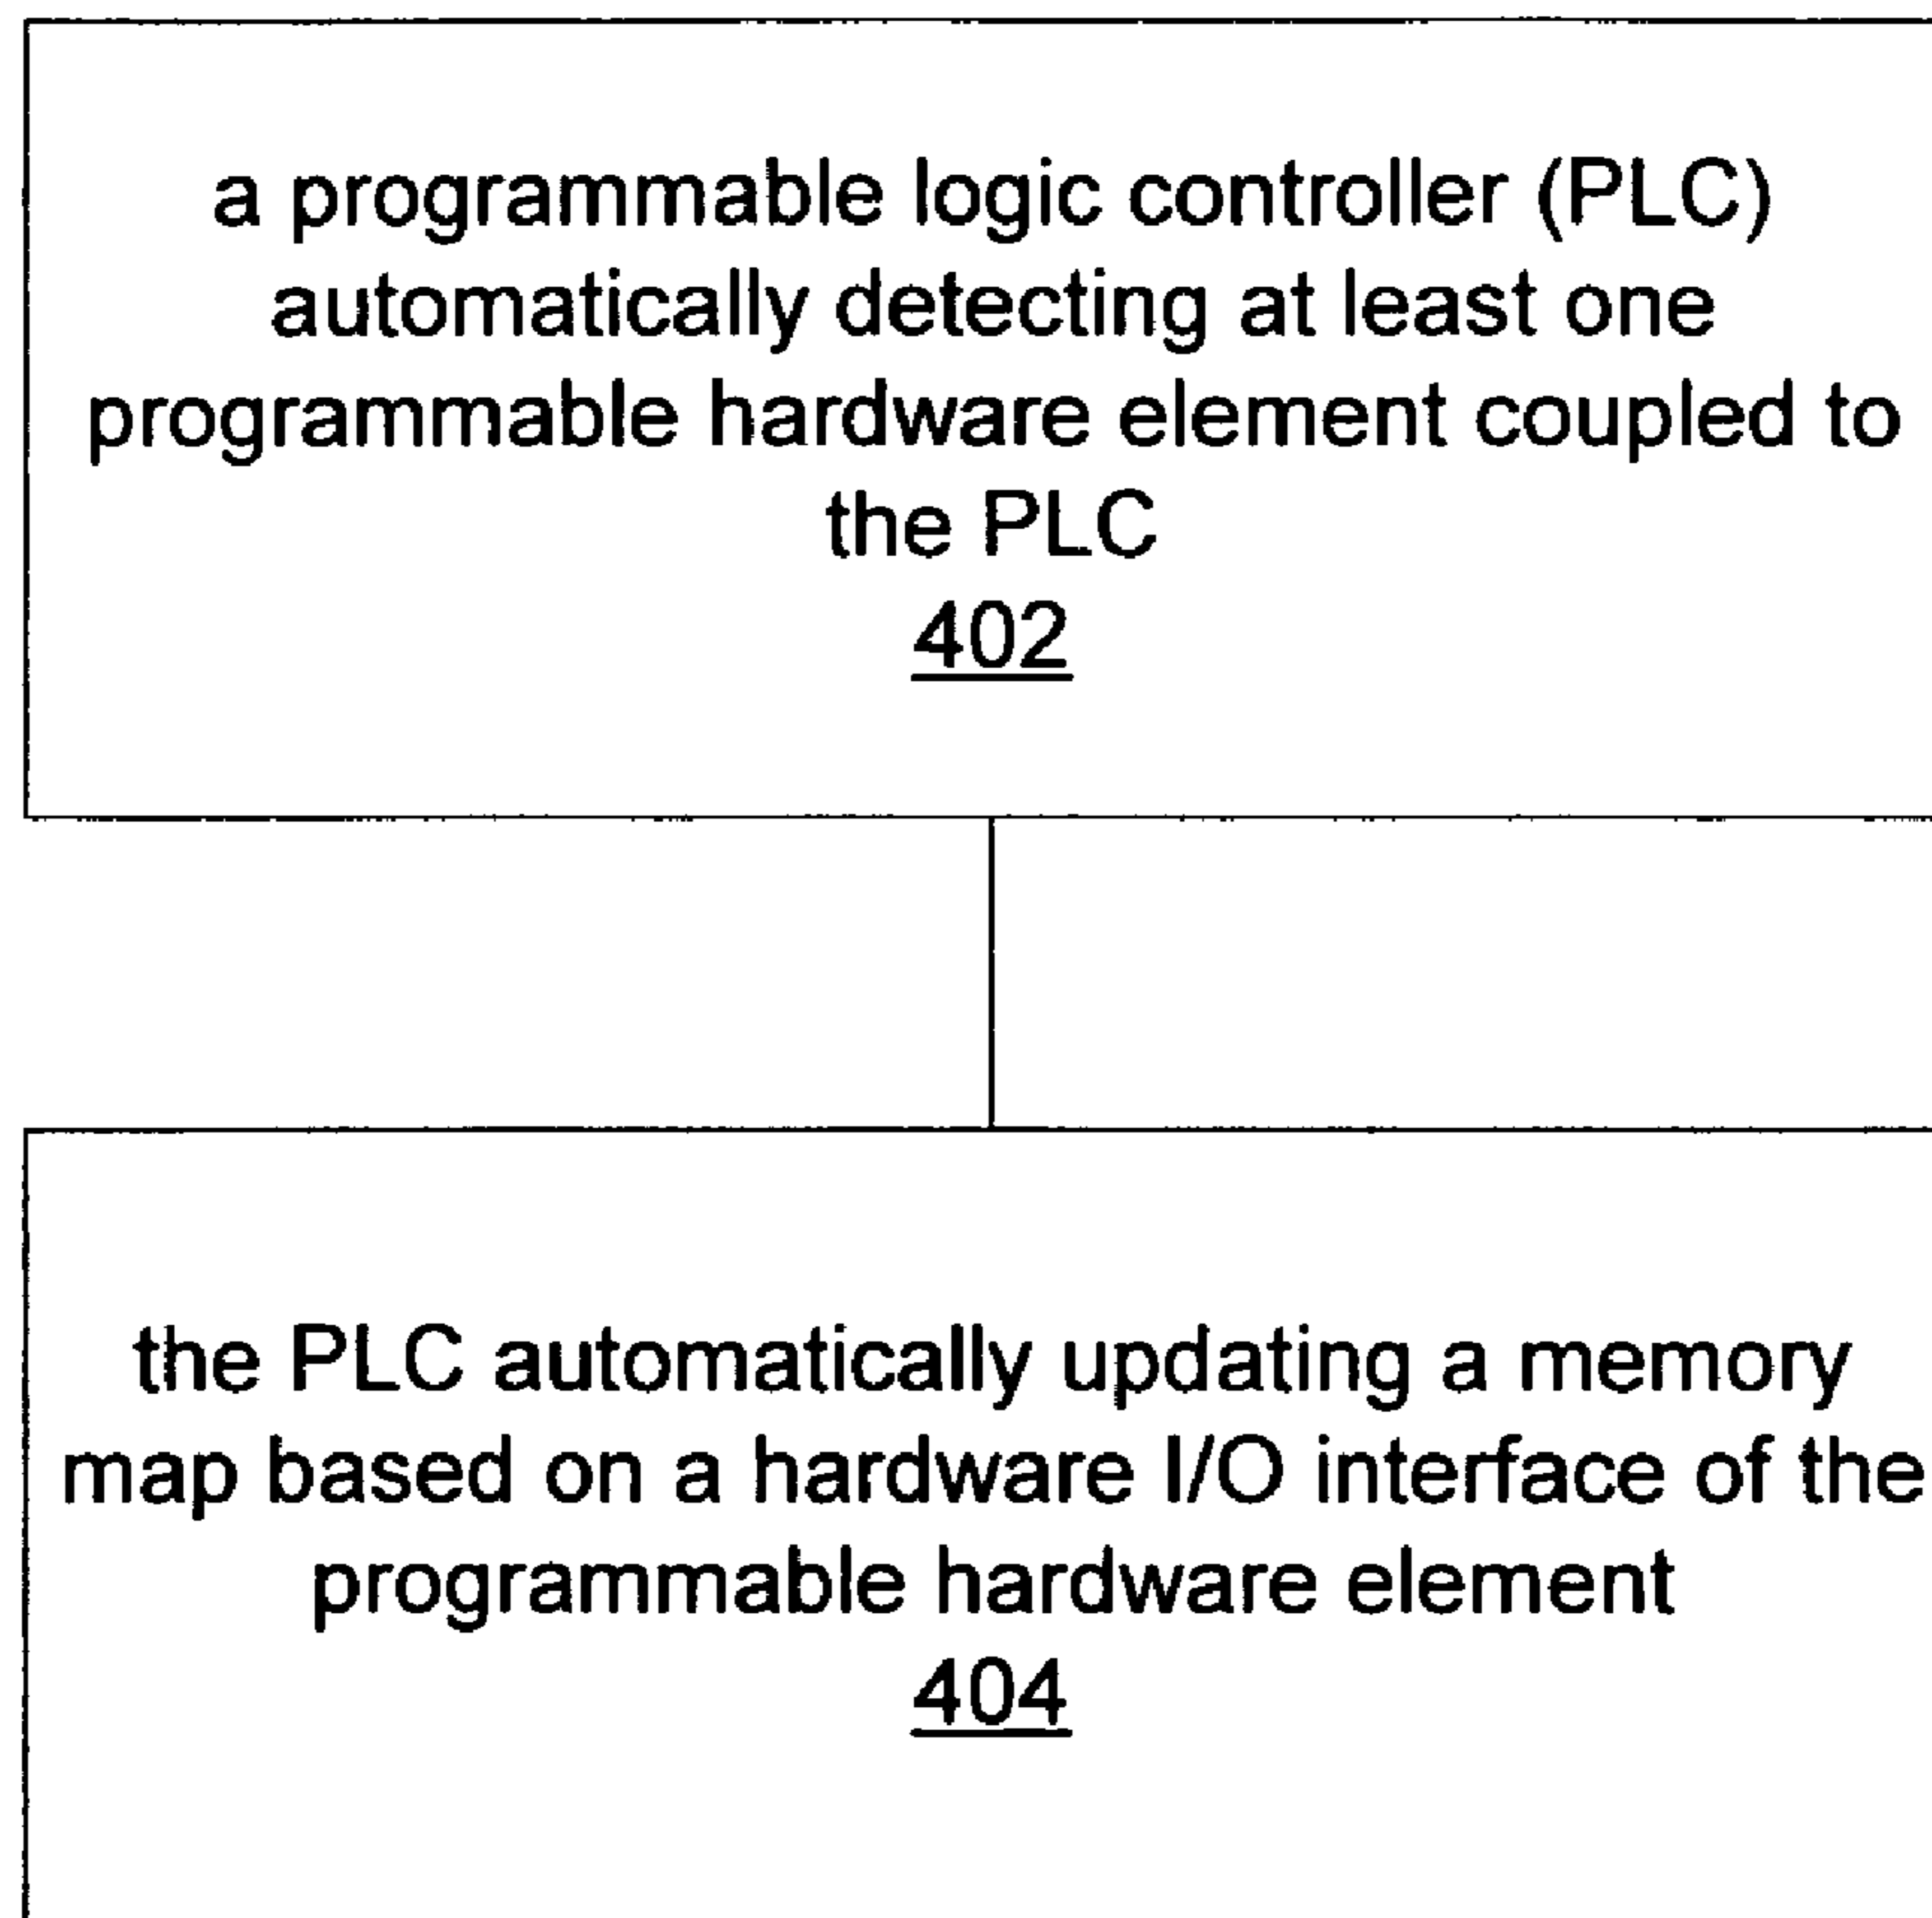 a programmable logic controller (PLC)
automatically detecting at least one
programmable hardware element coupled to
the PLC
402
the PLC automatically updating a memory
map based on a hardware I/O interface of the
programmable hardware element
404